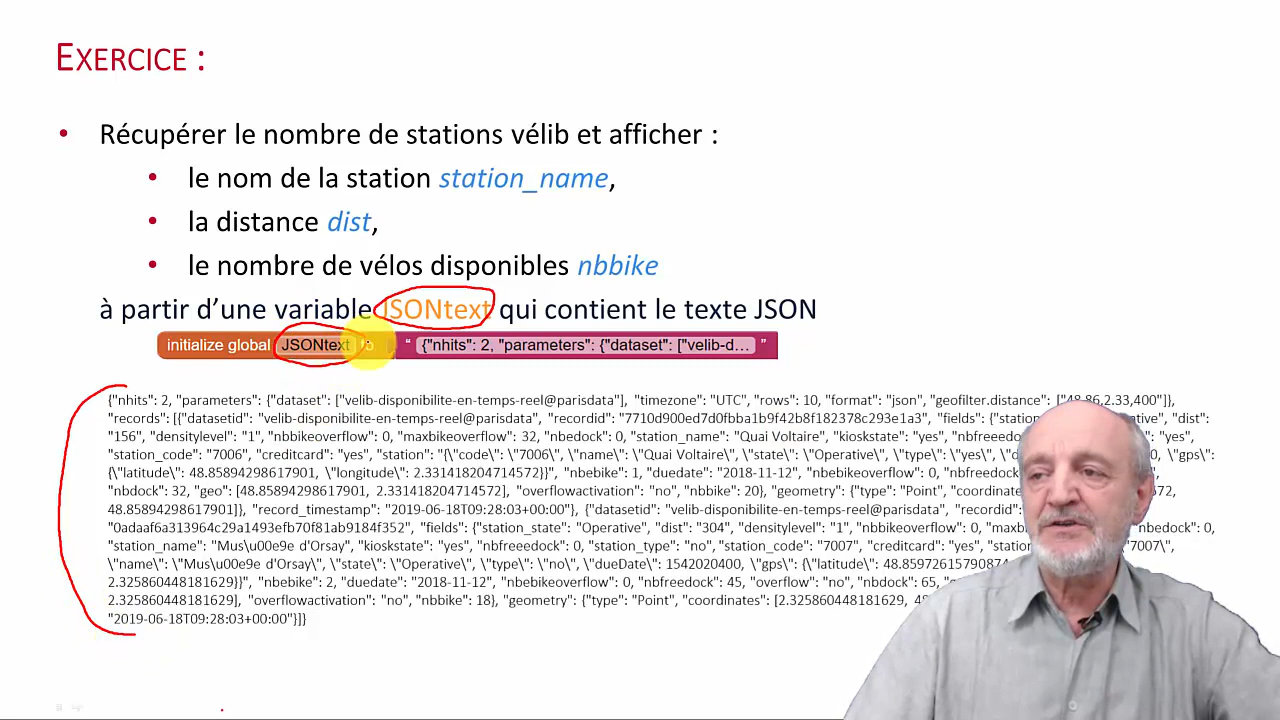 EXERCICE :
• Récupérer le nombre de stations vélib et afficher :
• le nom de la station station_name,
• la distance dist,
• le nombre de vélos disponibles nbbike
à partir d’une variable JSONtext qui contient le texte JSON
initialize global JSONtext to “ {"nhits": 2, "parameters": {"dataset": ["velib-d… ”
{"nhits": 2, "parameters": {"dataset": ["velib-disponibilite-en-temps-reel@parisdata"], "timezone": "UTC", "rows": 10, "format": "json", "geofilter.distance": ["48.86,2.33,400"]},
"records": [{"datasetid": "velib-disponibilite-en-temps-reel@parisdata", "recordid": "7710d900ed7d0fbba1b9f42b8f182378c293e1a3", "fields": {"station ative", "dist":
"156", "densitylevel": "1", "nbbikeoverflow": 0, "maxbikeoverflow": 32, "nbedock": 0, "station_name": "Quai Voltaire", "kioskstate": "yes", "nbfreeedo "yes",
"station_code": "7006", "creditcard": "yes", "station": "{\"code\": \"7006\", \"name\": \"Quai Voltaire\", \"state\": \"Operative\", \"type\": \"yes\", \"d \"gps\":
{\"latitude\": 48.85894298617901, \"longitude\": 2.331418204714572}}", "nbebike": 1, "duedate": "2018-11-12", "nbebikeoverflow": 0, "nbfreedoc
"nbdock": 32, "geo": [48.85894298617901, 2.331418204714572], "overflowactivation": "no", "nbbike": 20}, "geometry": {"type": "Point", "coordinate 572,
48.85894298617901]}, "record_timestamp": "2019-06-18T09:28:03+00:00"}, {"datasetid": "velib-disponibilite-en-temps-reel@parisdata", "recordid":
"0adaaf6a313964c29a1493efb70f81ab9184f352", "fields": {"station_state": "Operative", "dist": "304", "densitylevel": "1", "nbbikeoverflow": 0, "maxb "nbedock": 0,
"station_name": "Mus\u00e9e d'Orsay", "kioskstate": "yes", "nbfreeedock": 0, "station_type": "no", "station_code": "7007", "creditcard": "yes", "station \"7007\",
\"name\": \"Mus\u00e9e d'Orsay\", \"state\": \"Operative\", \"type\": \"no\", \"dueDate\": 1542020400, \"gps\": {\"latitude\": 48.85972615790874
2.325860448181629}}", "nbebike": 2, "duedate": "2018-11-12", "nbebikeoverflow": 0, "nbfreedock": 45, "overflow": "no", "nbdock": 65,
2.325860448181629], "overflowactivation": "no", "nbbike": 18}, "geometry": {"type": "Point", "coordinates": [2.325860448181629,
"2019-06-18T09:28:03+00:00"}]}